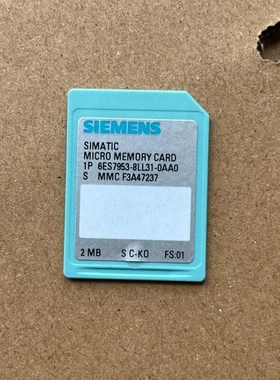 SIEMENS
SIMATIC
MICRO MEMORY CARD
1P 6ES7953-8LL31-0AA0
S MMC F3A47237
2 MB S C-KO FS:01